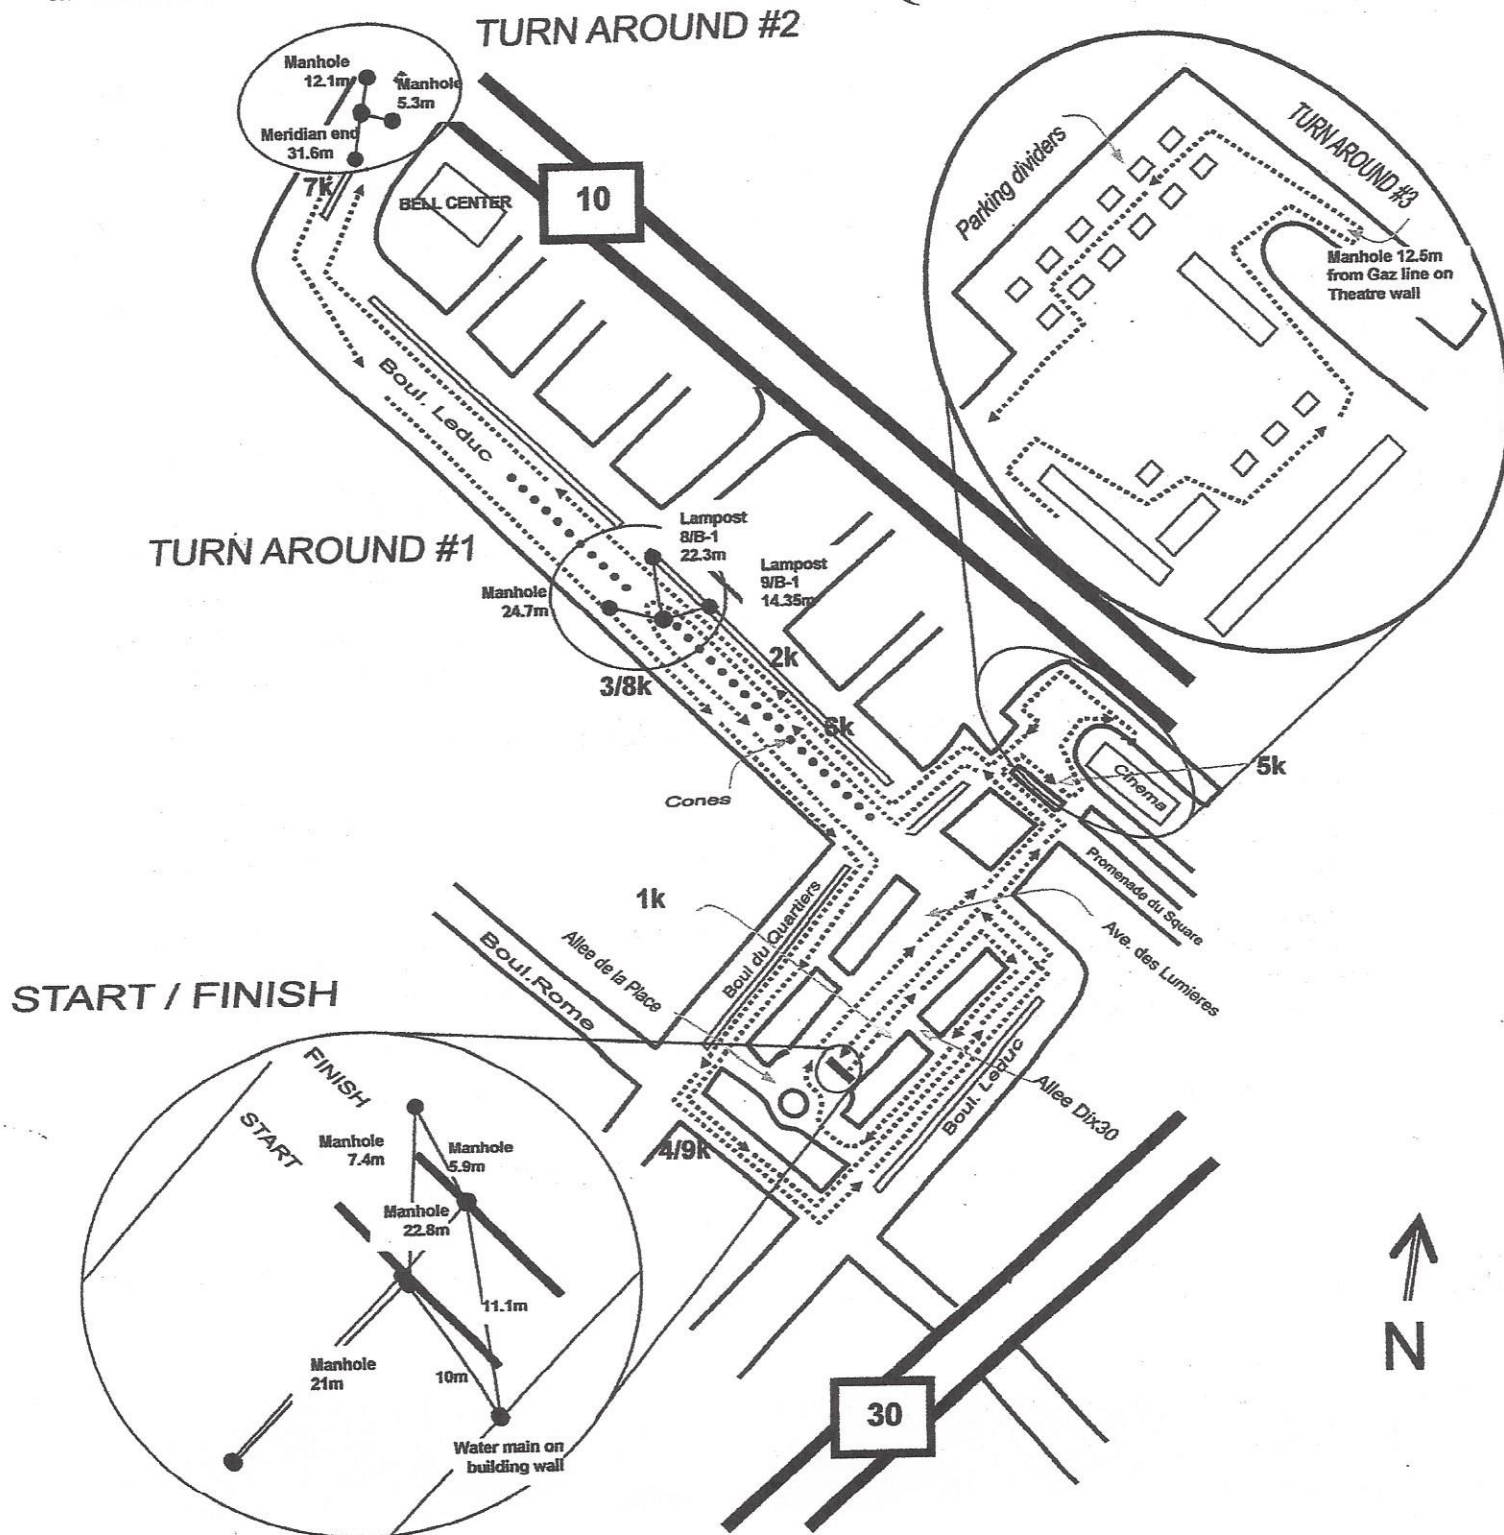 TURN AROUND #2
Manhole
12.1m
Manhole
5.3m
Meridian end
31.6m
7k
BELL CENTER
10
Parking dividers
TURN AROUND #3
Manhole 12.5m
from Gaz line on
Theatre wall
Boul. Leduc
TURN AROUND #1
Lampost
8/B-1
22.3m
Lampost
9/B-1
14.35m
Manhole
24.7m
2k
3/8k
6k
Cones
5k
Cinema
Promenade du Square
1k
Ave. des Lumieres
Boul du Quartiers
Allee de la Place
Boul.Rome
START / FINISH
Boul. Leduc
Allee Dix30
4/9k
FINISH
START
Manhole
7.4m
Manhole
5.9m
Manhole
22.8m
11.1m
Manhole
21m
10m
Water main on
building wall
30
N